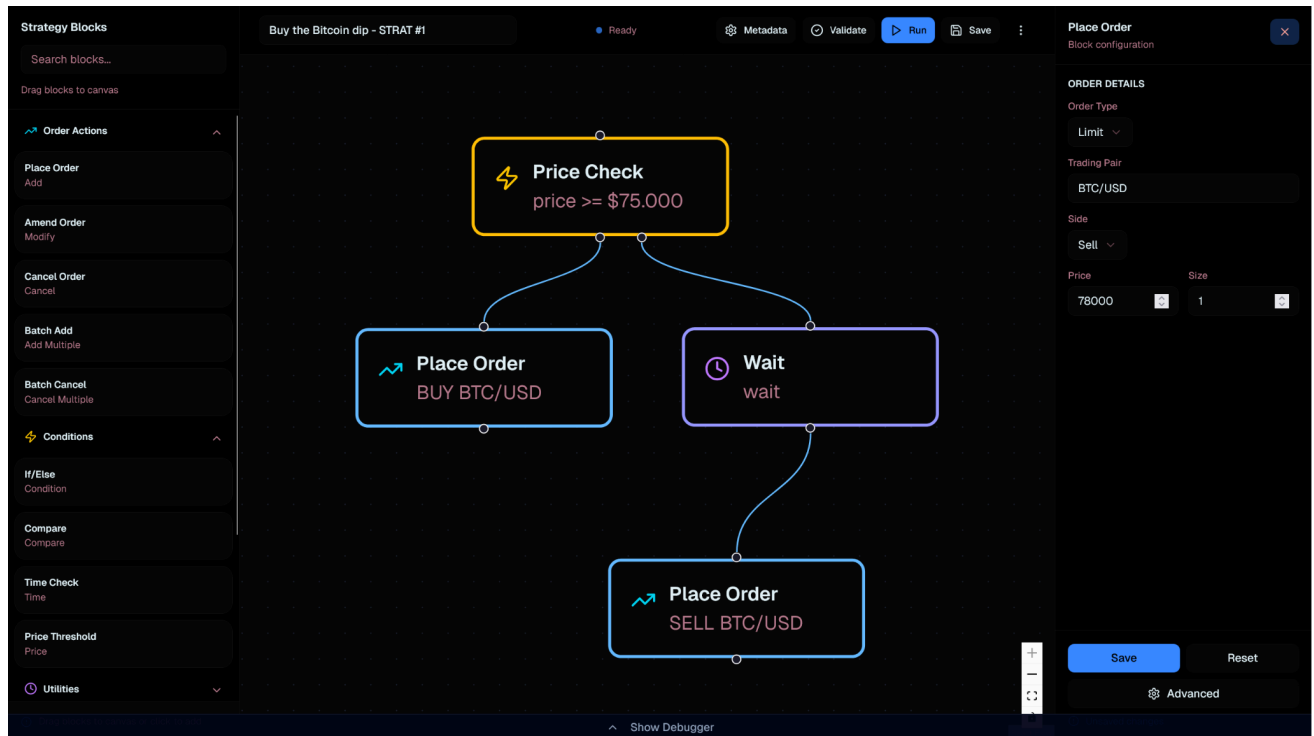 Strategy Blocks
Search blocks...
Drag blocks to canvas
Order Actions
Place Order
Add
Amend Order
Modify
Cancel Order
Cancel
Batch Add
Add Multiple
Batch Cancel
Cancel Multiple
Conditions
If/Else
Condition
Compare
Compare
Time Check
Time
Price Threshold
Price
Utilities
Buy the Bitcoin dip - STRAT #1
Ready
Metadata
Validate
Run
Save
Price Check
price >= $75.000
Place Order
BUY BTC/USD
Wait
wait
Place Order
SELL BTC/USD
Show Debugger
Place Order
Block configuration
ORDER DETAILS
Order Type
Limit
Trading Pair
BTC/USD
Side
Sell
Price Size
78000 1
Save Reset
Advanced